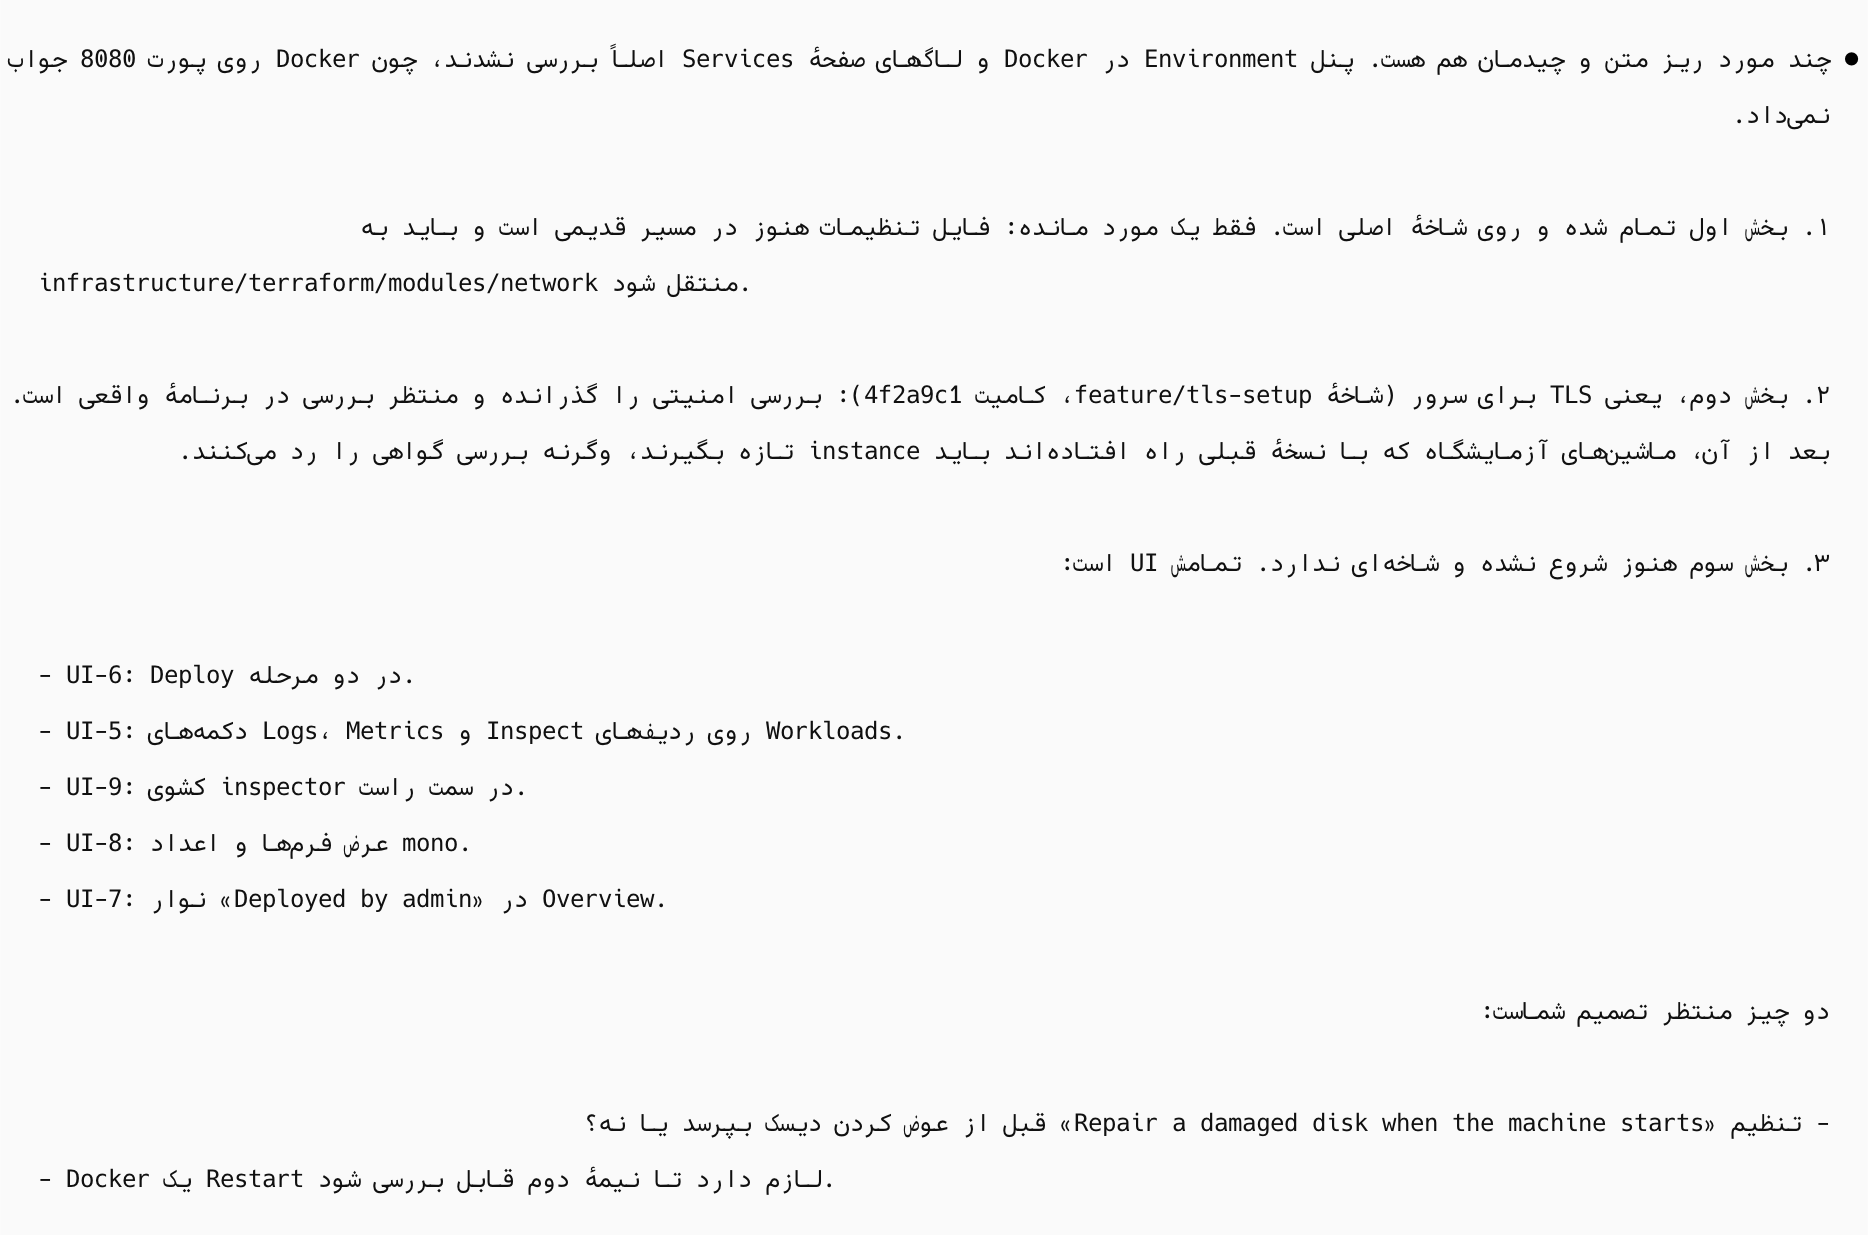 ● چند مورد ریز متن و چیدمان هم هست. پنل Environment در Docker و لاگ‌های صفحهٔ Services اصلاً بررسی نشدند، چون Docker روی پورت 8080 جواب
نمی‌داد.
۱. بخش اول تمام شده و روی شاخهٔ اصلی است. فقط یک مورد مانده: فایل تنظیمات هنوز در مسیر قدیمی است و باید به
infrastructure/terraform/modules/network منتقل شود.
۲. بخش دوم، یعنی TLS برای سرور (شاخهٔ feature/tls-setup، کامیت 4f2a9c1): بررسی امنیتی را گذرانده و منتظر بررسی در برنامهٔ واقعی است.
بعد از آن، ماشین‌های آزمایشگاه که با نسخهٔ قبلی راه افتاده‌اند باید instance تازه بگیرند، وگرنه بررسی گواهی را رد می‌کنند.
۳. بخش سوم هنوز شروع نشده و شاخه‌ای ندارد. تمامش UI است:
- UI-6: Deploy در دو مرحله.
- UI-5: دکمه‌های Logs، Metrics و Inspect روی ردیف‌های Workloads.
- UI-9: کشوی inspector در سمت راست.
- UI-8: عرض فرم‌ها و اعداد mono.
- UI-7: نوار «Deployed by admin» در Overview.
دو چیز منتظر تصمیم شماست:
- تنظیم «Repair a damaged disk when the machine starts» قبل از عوض کردن دیسک بپرسد یا نه؟
- Docker یک Restart لازم دارد تا نیمهٔ دوم قابل بررسی شود.